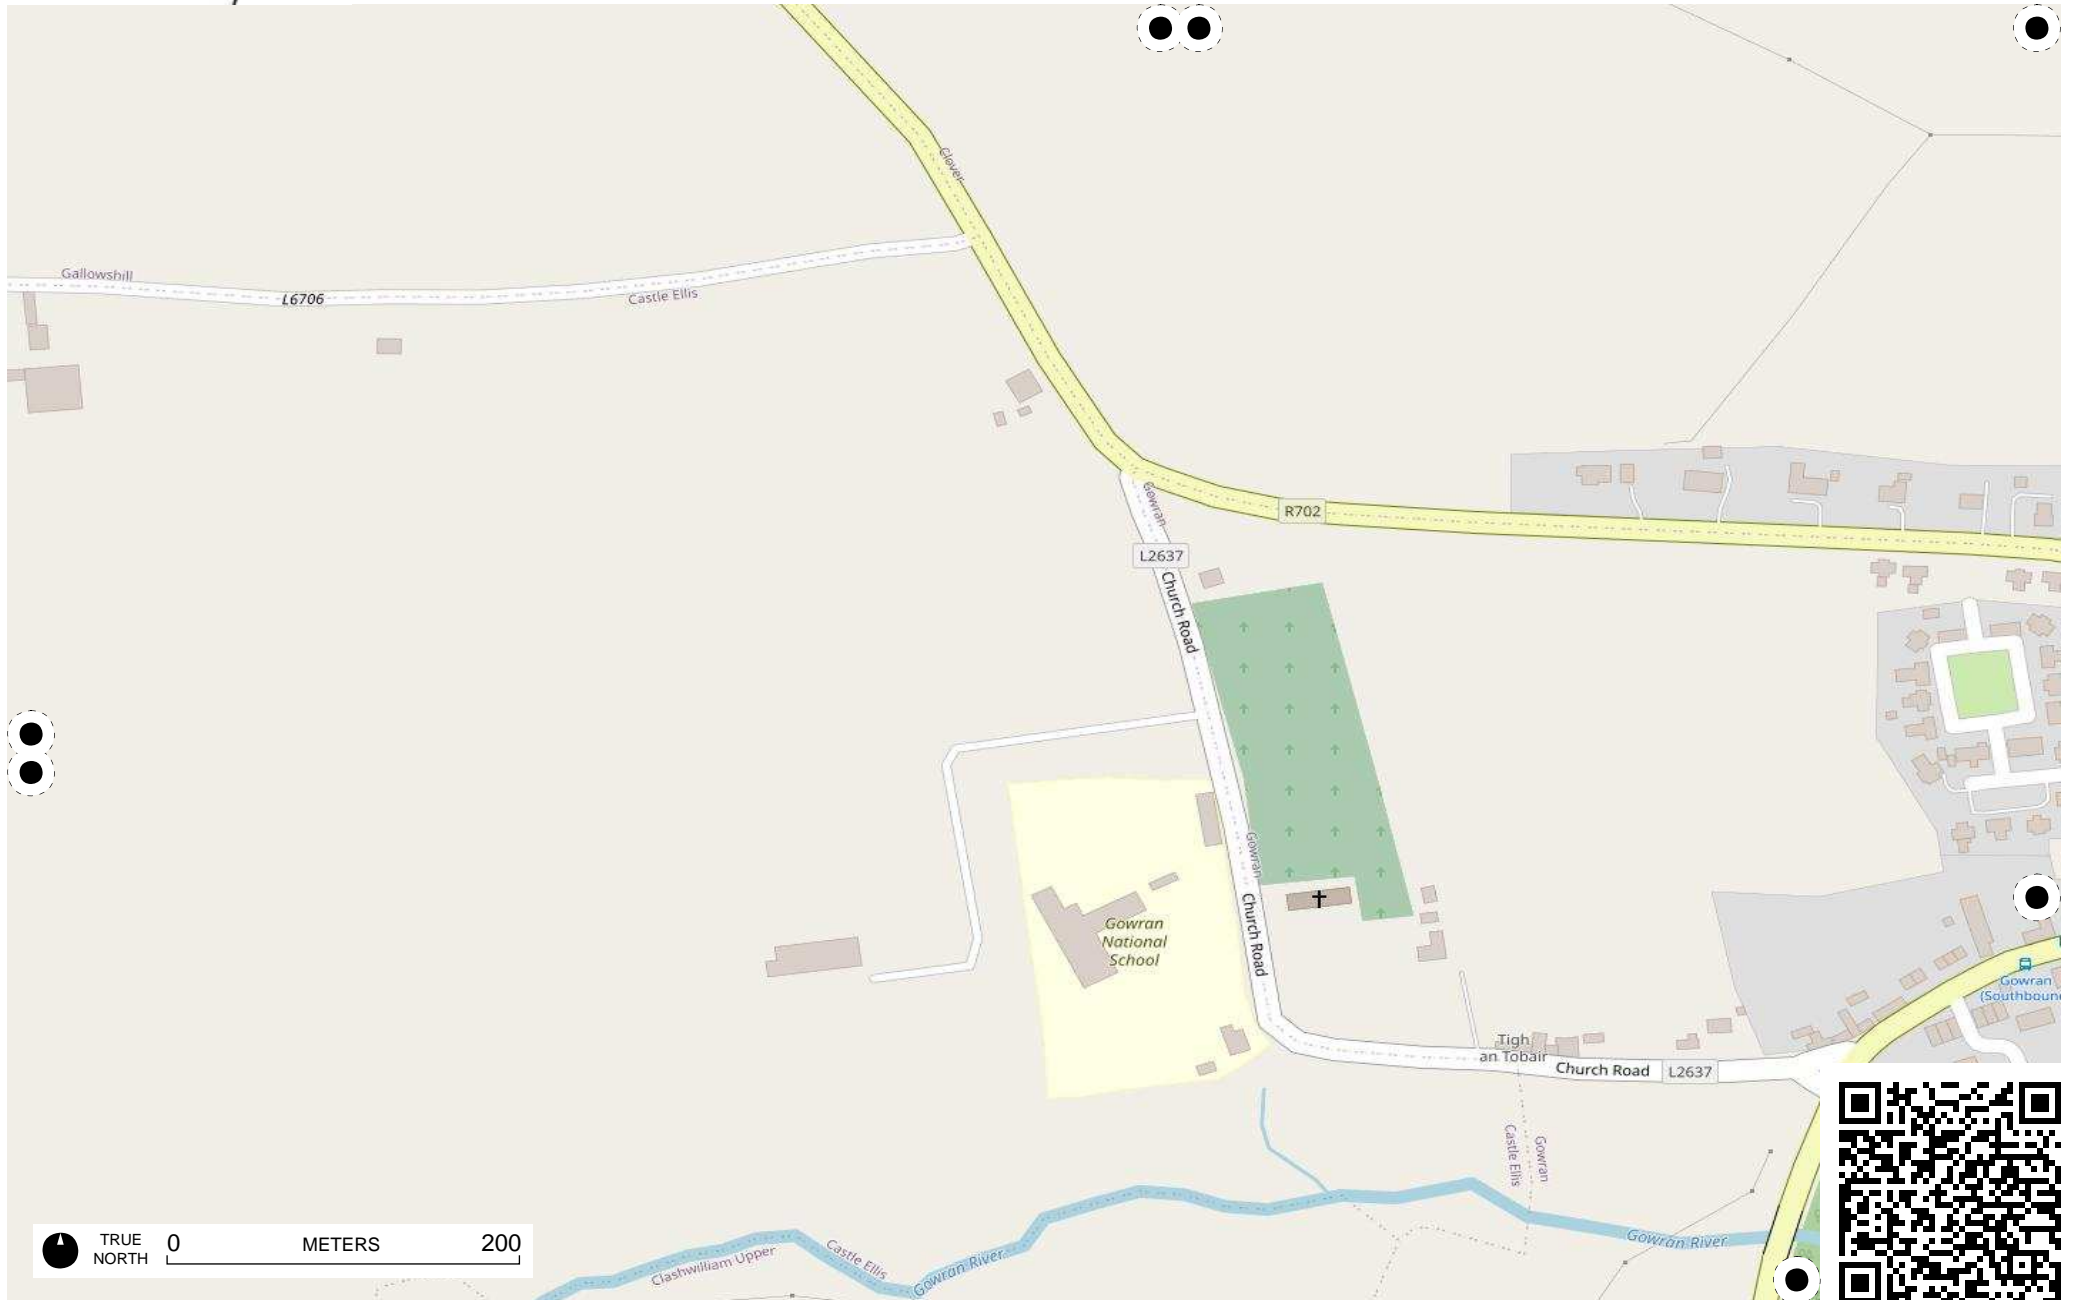 Glover
Gallowshill
L6706
Castle Ellis
Gowran
R702
L2637
Church Road
Gowran
Church Road
Gowran
National
School
Gowran
(Southboun
Tigh
an Tobair
Church Road
L2637
Castle Ellis
Gowran
Gowran River
Clashwilliam Upper
Castle Ellis
Gowran River
TRUE
NORTH
0
METERS
200